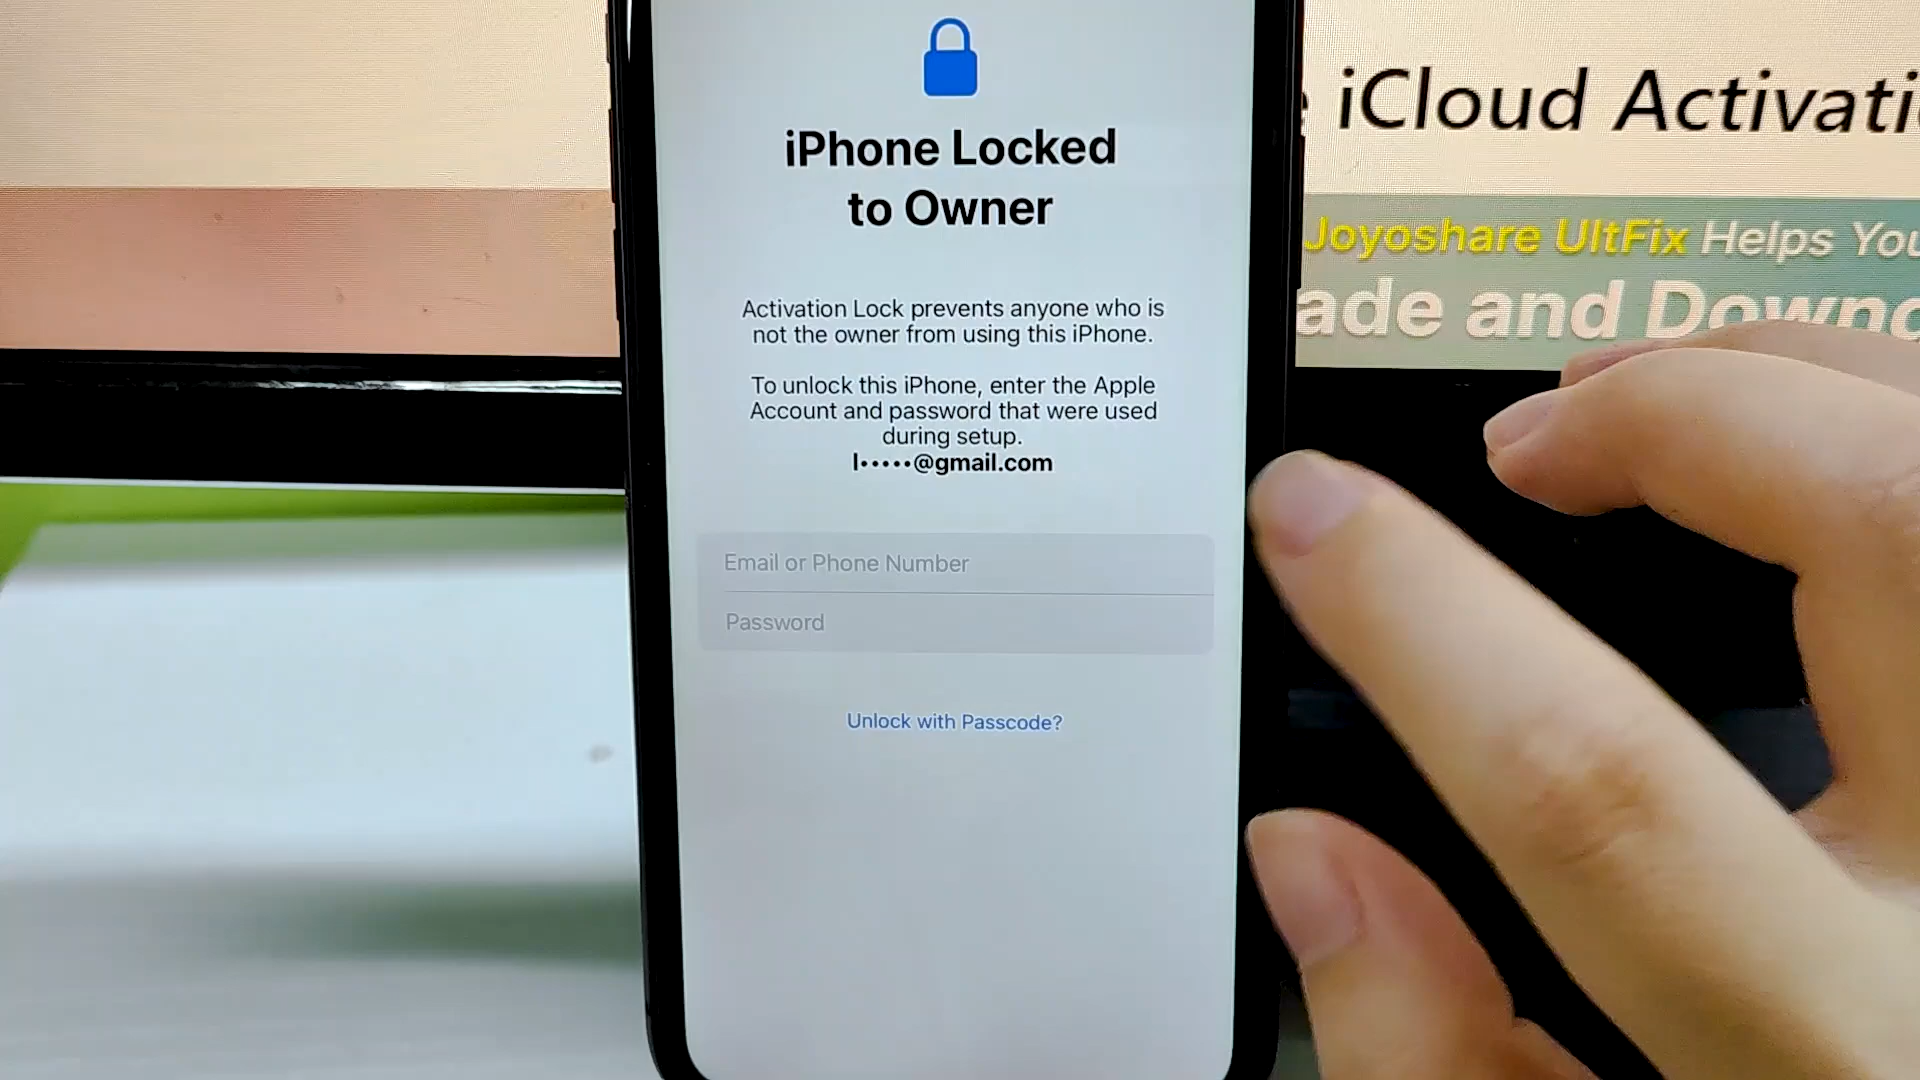 iPhone Locked
to Owner
Activation Lock prevents anyone who is
not the owner from using this iPhone.
To unlock this iPhone, enter the Apple
Account and password that were used
during setup.
l•••••@gmail.com
Email or Phone Number
Password
Unlock with Passcode?
iCloud Activati
Joyoshare UltFix Helps You
ade and Downg